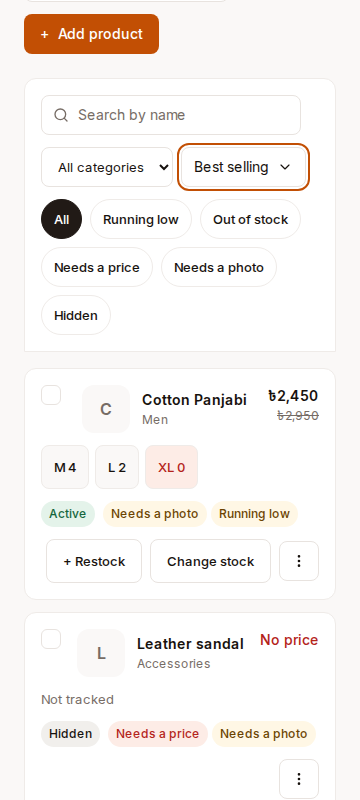 + Add product
Search by name
All categories Best selling
All Running low Out of stock
Needs a price Needs a photo
Hidden
C Cotton Panjabi ৳2,450
Men ৳2,950
M 4 L 2 XL 0
Active Needs a photo Running low
+ Restock Change stock
L Leather sandal No price
Accessories
Not tracked
Hidden Needs a price Needs a photo